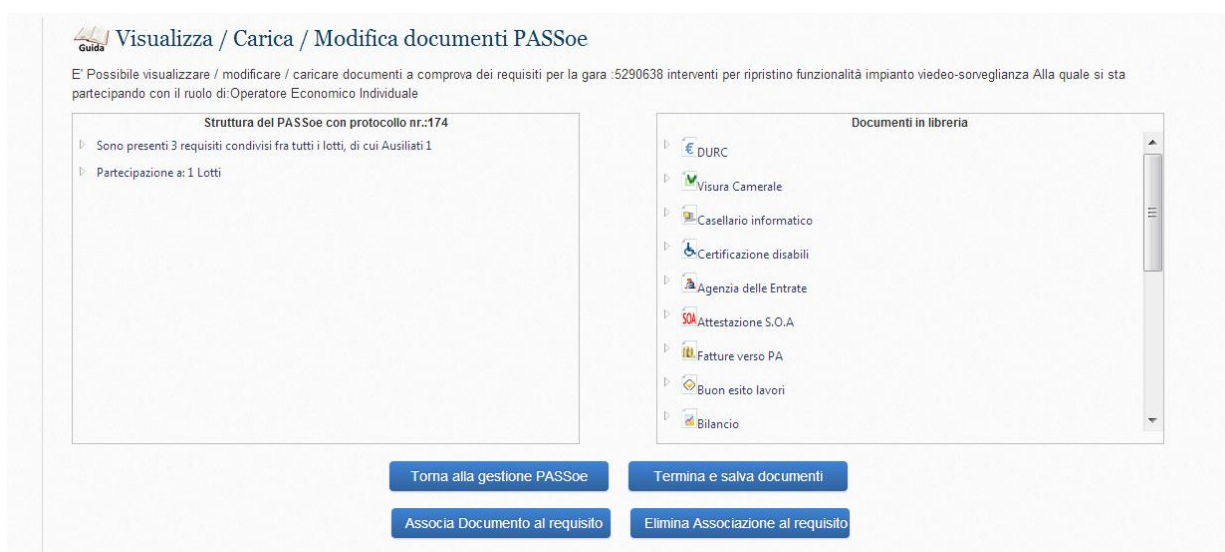 Guida
Visualizza / Carica / Modifica documenti PASSoe
E' Possibile visualizzare / modificare / caricare documenti a comprova dei requisiti per la gara :5290638 interventi per ripristino funzionalità impianto viedeo-sorveglianza Alla quale si sta
partecipando con il ruolo di:Operatore Economico Individuale
Struttura del PASSoe con protocollo nr.:174
Sono presenti 3 requisiti condivisi fra tutti i lotti, di cui Ausiliati 1
Partecipazione a: 1 Lotti
Documenti in libreria
DURC
Visura Camerale
Casellario informatico
Certificazione disabili
Agenzia delle Entrate
SOA Attestazione S.O.A
Fatture verso PA
Buon esito lavori
Bilancio
Torna alla gestione PASSoe
Termina e salva documenti
Associa Documento al requisito
Elimina Associazione al requisito